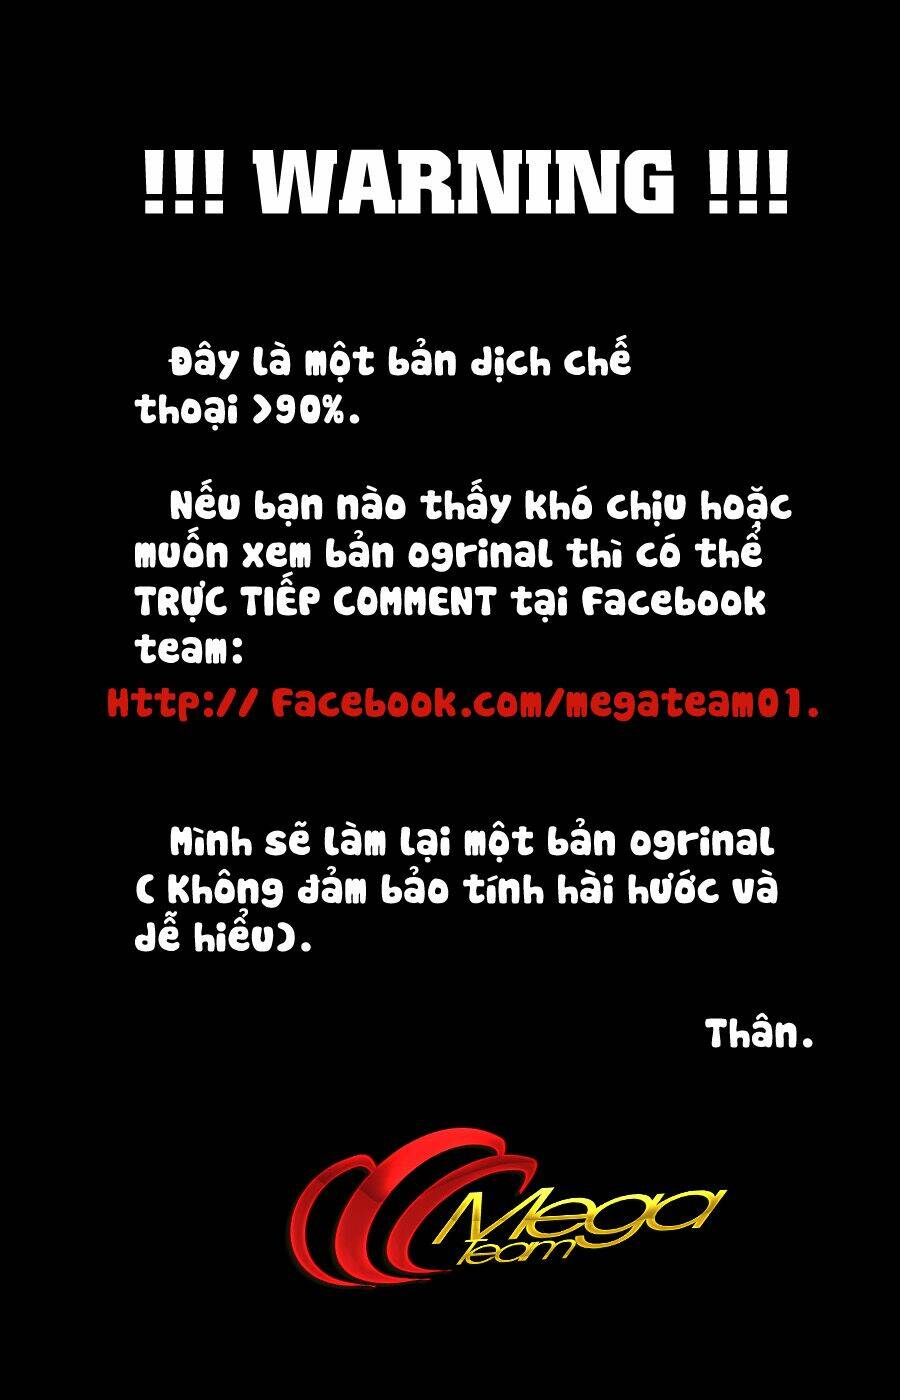 !!! WARNING !!!
Đây là một bản dịch chế
thoại >90%.
Nếu bạn nào thấy khó chịu hoặc
muốn xem bản ogrinal thì có thể
TRỰC TIẾP COMMENT tại Facebook
team:
Http:// Facebook.com/megateam01.
Mình sẽ làm lại một bản ogrinal
( Không đảm bảo tính hài hước và
dễ hiểu).
Thân.
Mega
Team